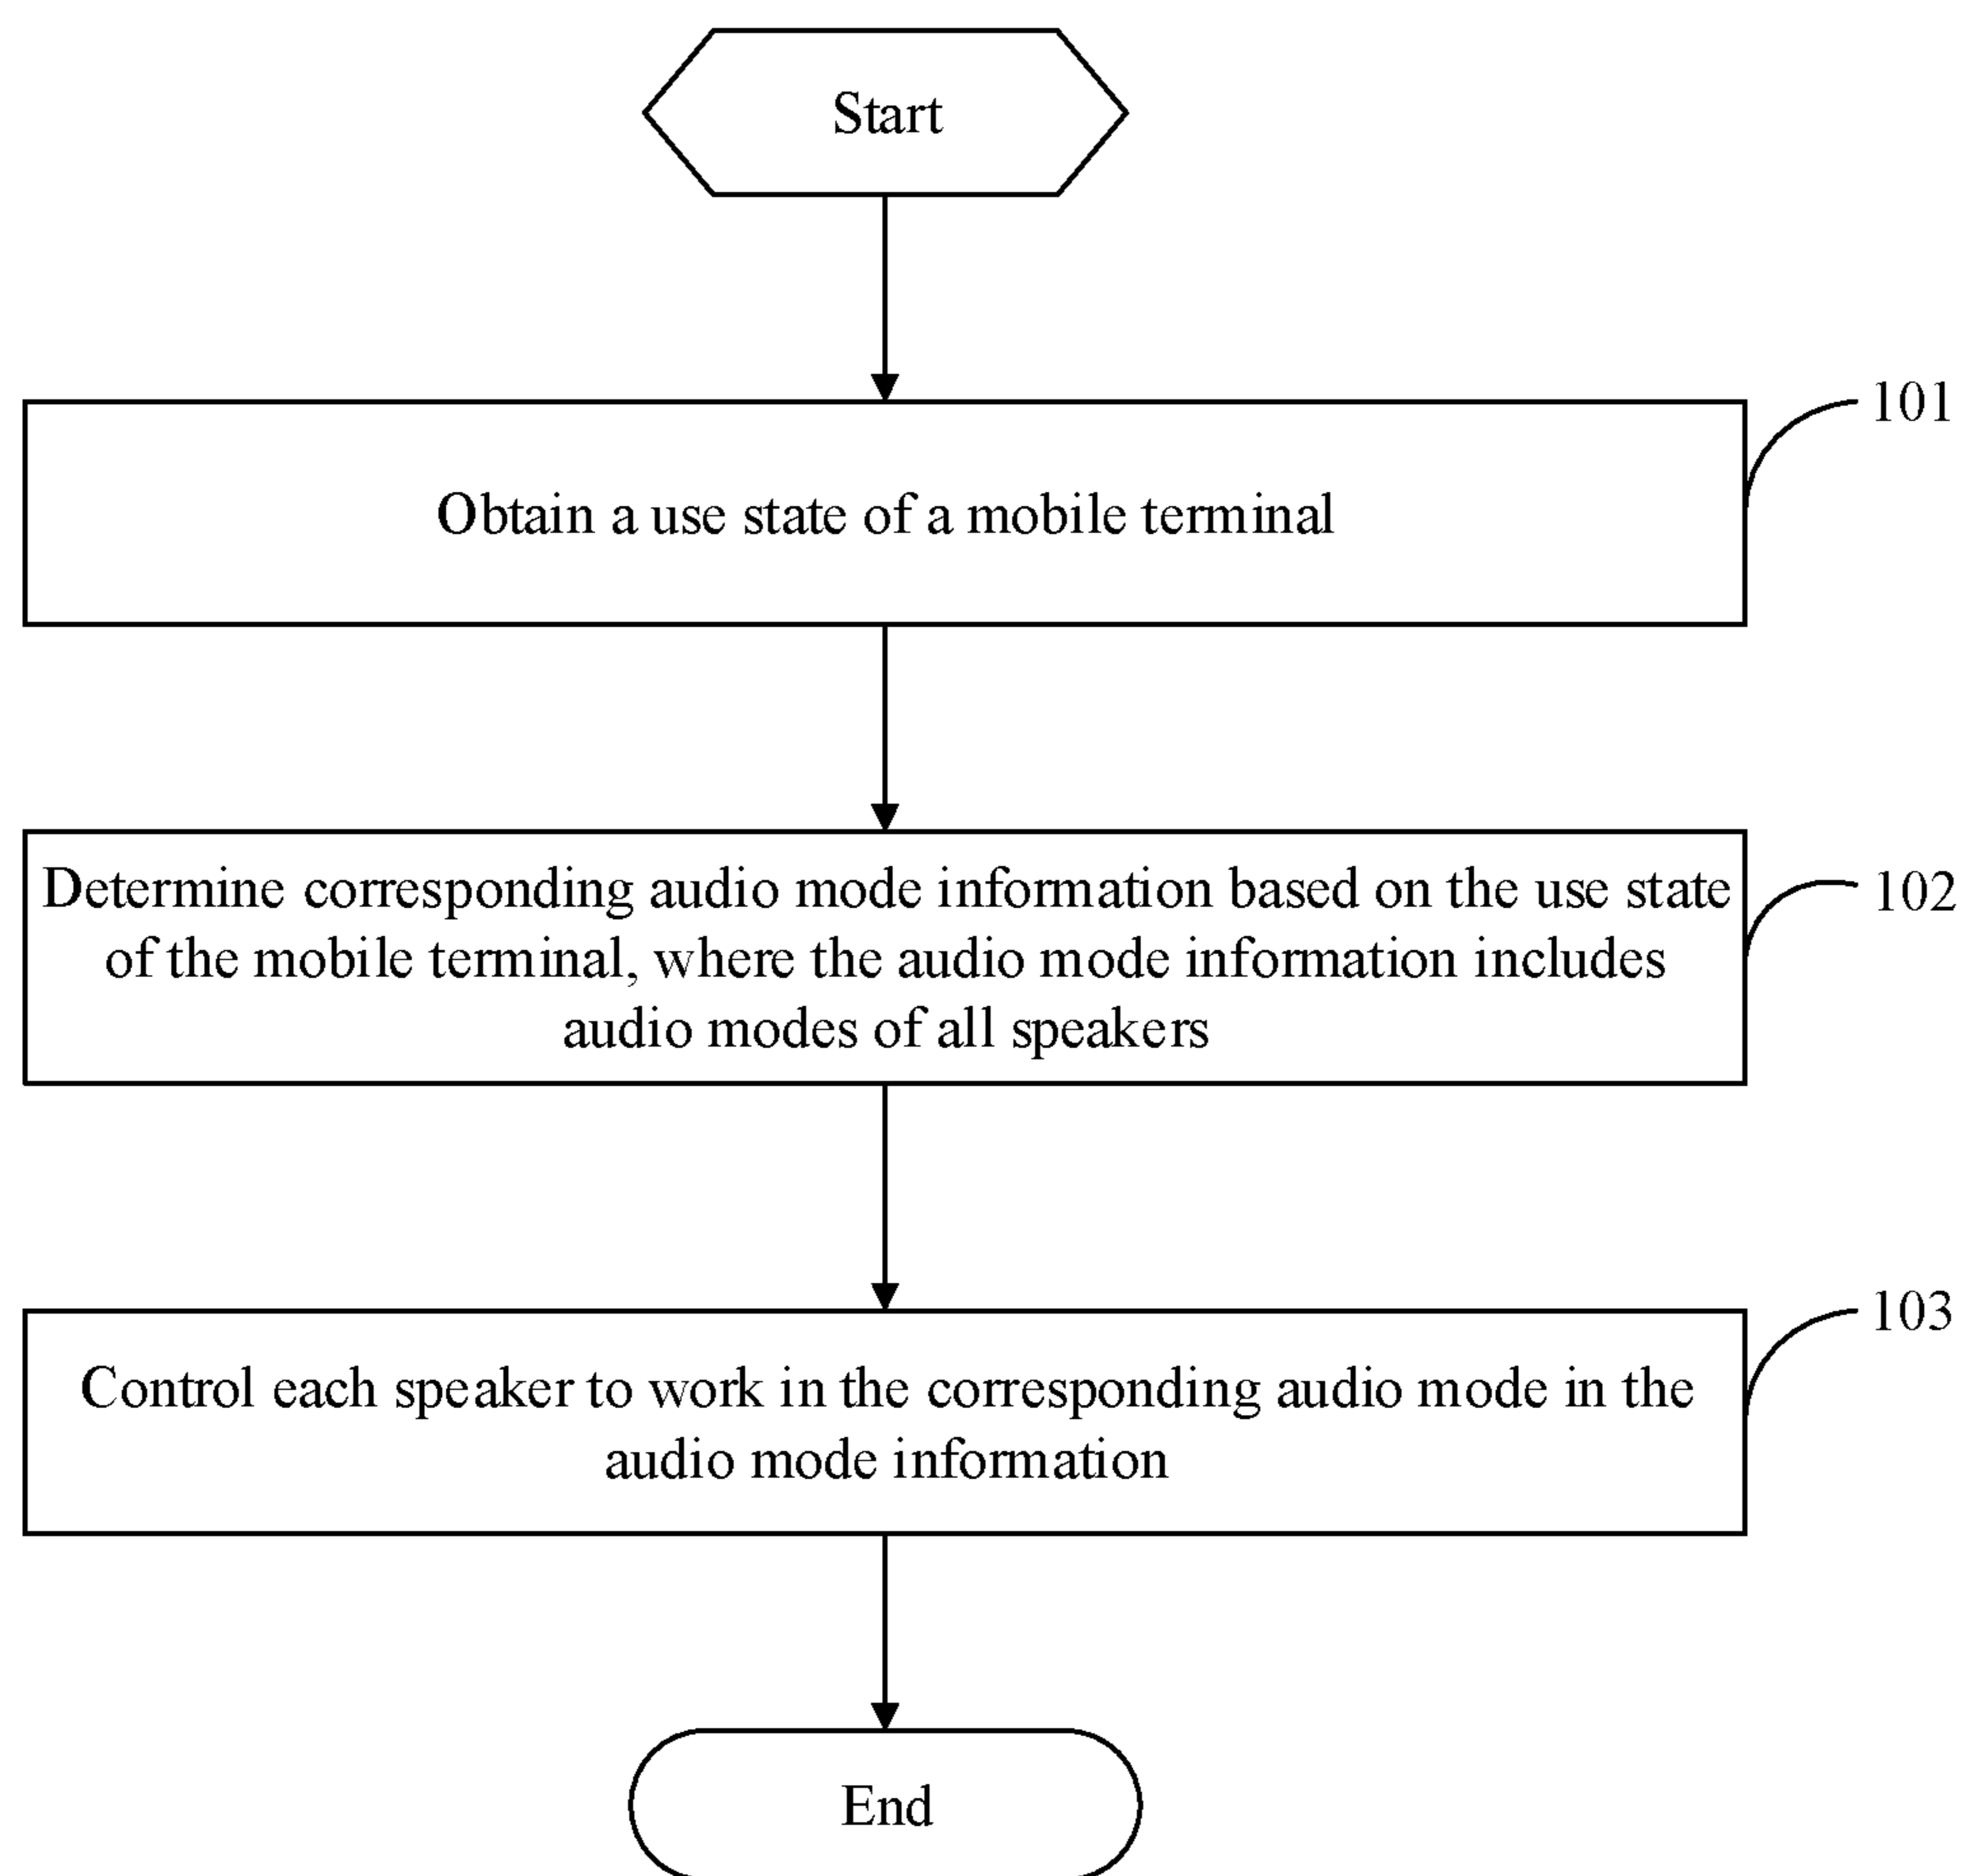 Start
101
Obtain a use state of a mobile terminal
102
Determine corresponding audio mode information based on the use state
of the mobile terminal, where the audio mode information includes
audio modes of all speakers
103
Control each speaker to work in the corresponding audio mode in the
audio mode information
End